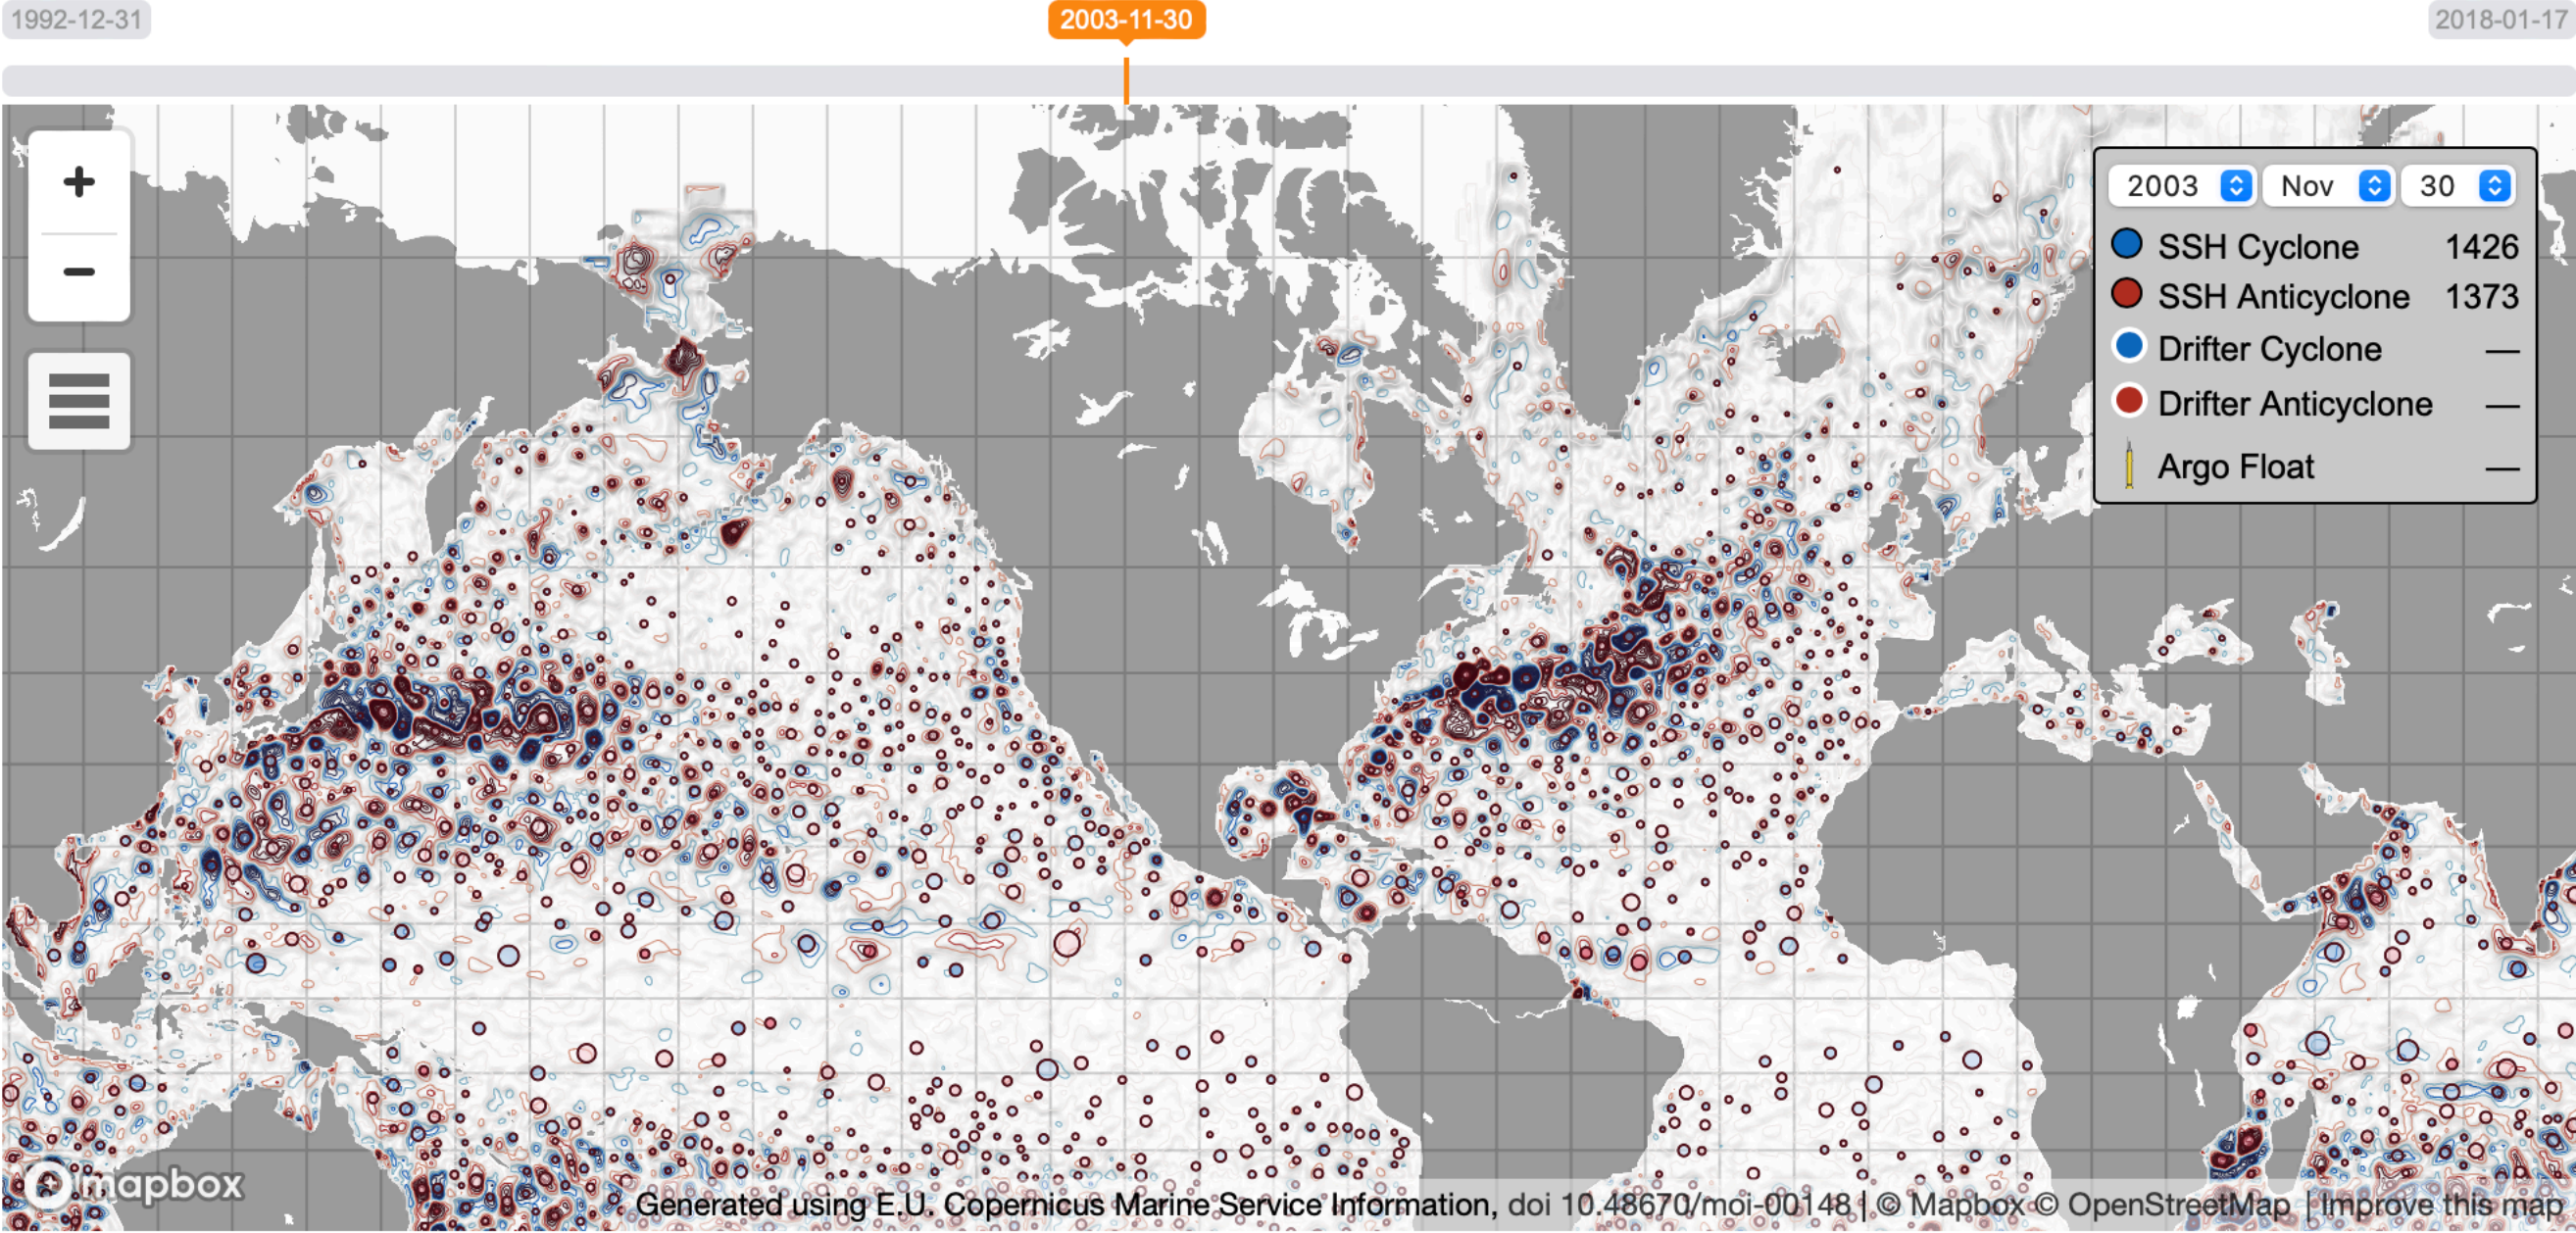 1992-12-31
2003-11-30
2018-01-17
+
−
2003 Nov 30
SSH Cyclone 1426
SSH Anticyclone 1373
Drifter Cyclone —
Drifter Anticyclone —
Argo Float —
mapbox
Generated using E.U. Copernicus Marine Service Information, doi 10.48670/moi-00148 | © Mapbox © OpenStreetMap | Improve this map